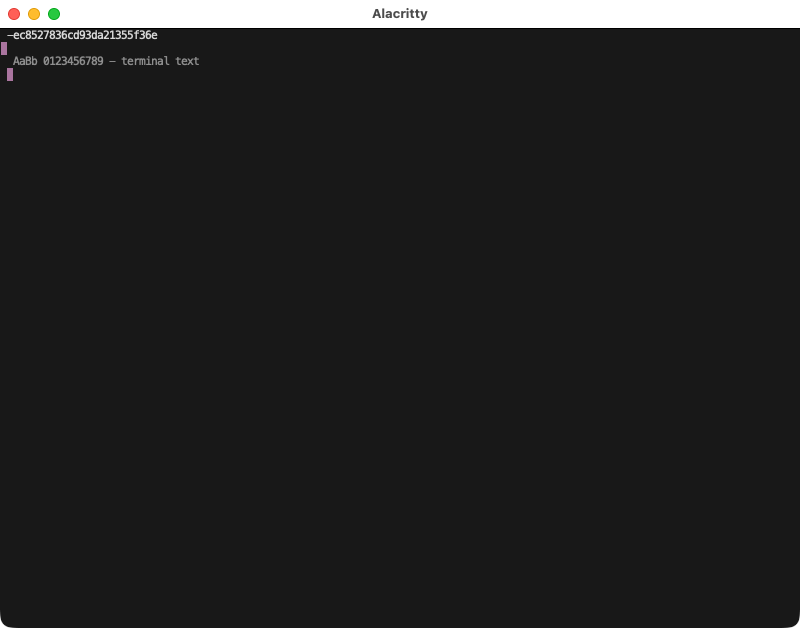 Alacritty
—ec8527836cd93da21355f36e
AaBb 0123456789 — terminal text